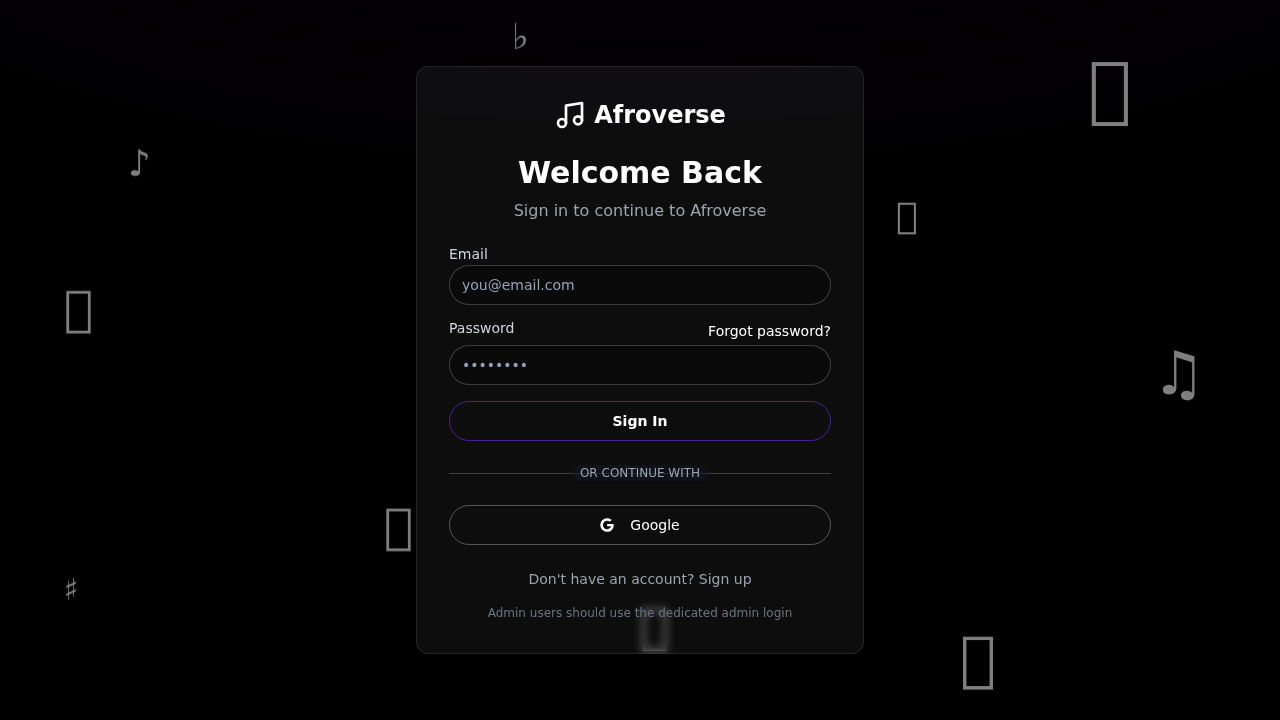 Afroverse
Welcome Back
Sign in to continue to Afroverse
Email
you@email.com
Password
Forgot password?
••••••••
Sign In
OR CONTINUE WITH
G Google
Don't have an account? Sign up
Admin users should use the dedicated admin login